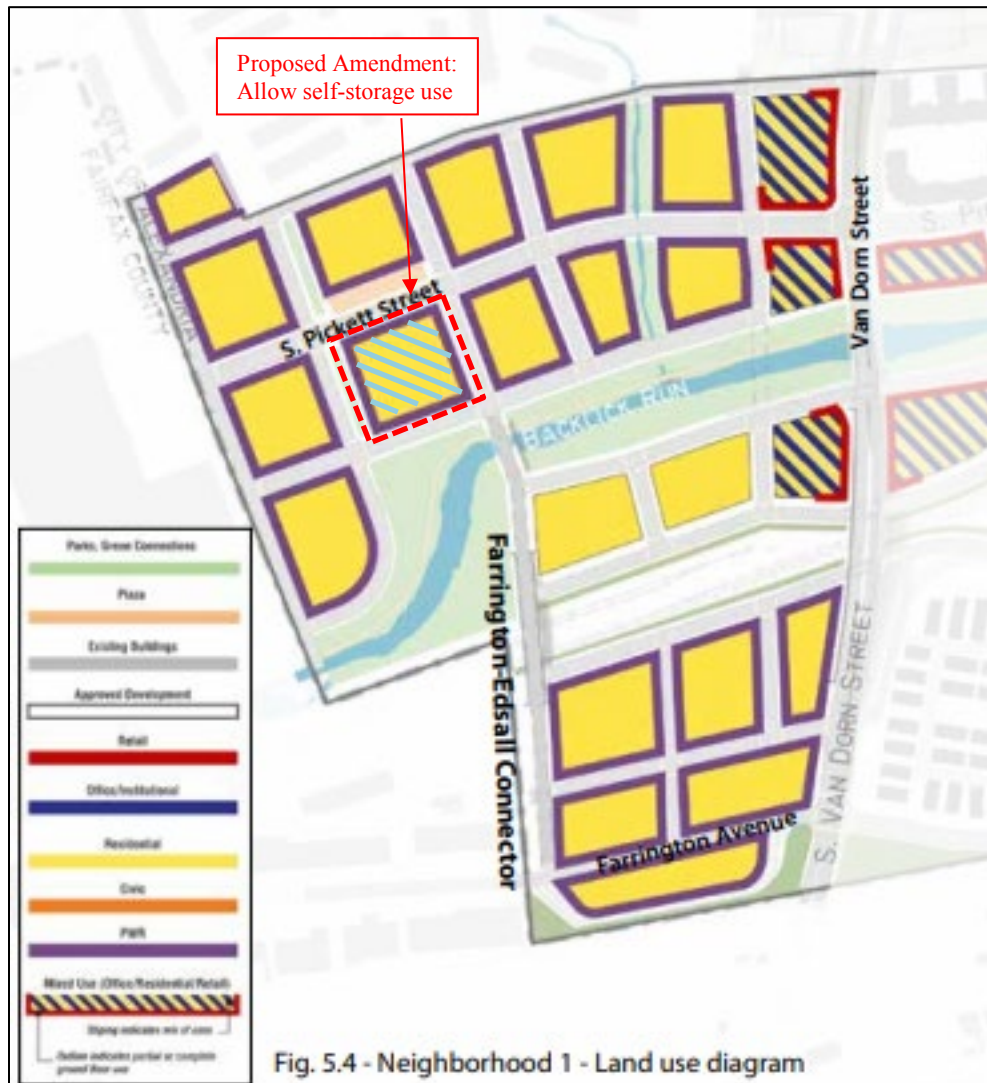 Proposed Amendment:
Allow self-storage use
CITY OF ALEXANDRIA
FAIRFAX COUNTY
S. Pickett Street
Van Dorn Street
BACKLICK RUN
Farrington-Edsall Connector
S. VAN DORN STREET
Farrington Avenue
Parks, Green Connections
Plaza
Existing Buildings
Approved Development
Retail
Office/Institutional
Residential
Civic
PWR
Mixed Use (Office/Residential/Retail)
Striping indicates mix of uses
Outline indicates partial or complete
ground floor use
Fig. 5.4 - Neighborhood 1 - Land use diagram